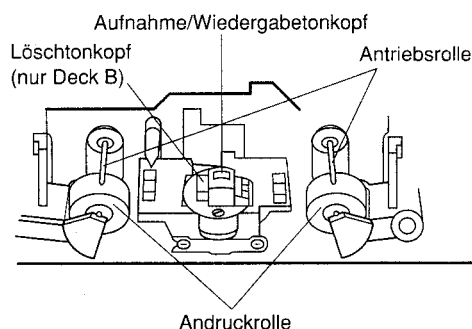 Aufnahme/Wiedergabetonkopf
Löschtonkopf
(nur Deck B)
Antriebsrolle
Andruckrolle